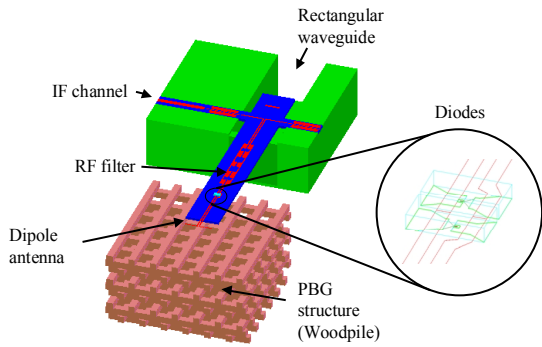 Rectangular
waveguide
IF channel
Diodes
RF filter
Dipole
antenna
PBG
structure
(Woodpile)